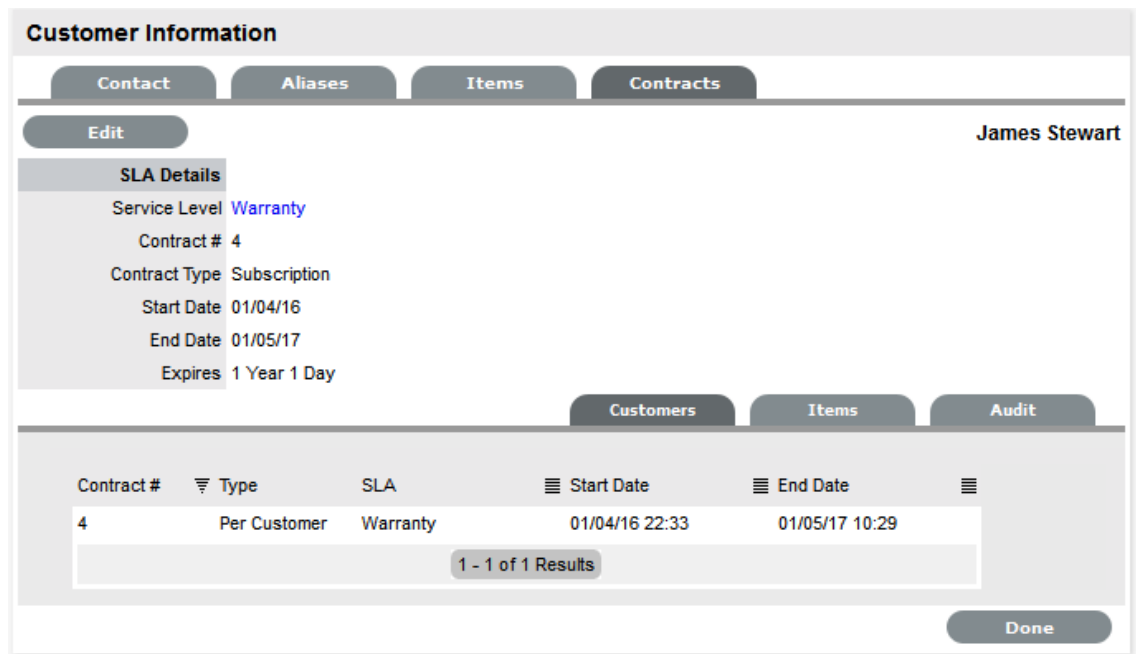 Customer Information
Contact Aliases Items Contracts
Edit James Stewart
SLA Details
Service Level Warranty
Contract # 4
Contract Type Subscription
Start Date 01/04/16
End Date 01/05/17
Expires 1 Year 1 Day
Customers Items Audit
Contract # Type SLA Start Date End Date
4 Per Customer Warranty 01/04/16 22:33 01/05/17 10:29
1 - 1 of 1 Results
Done